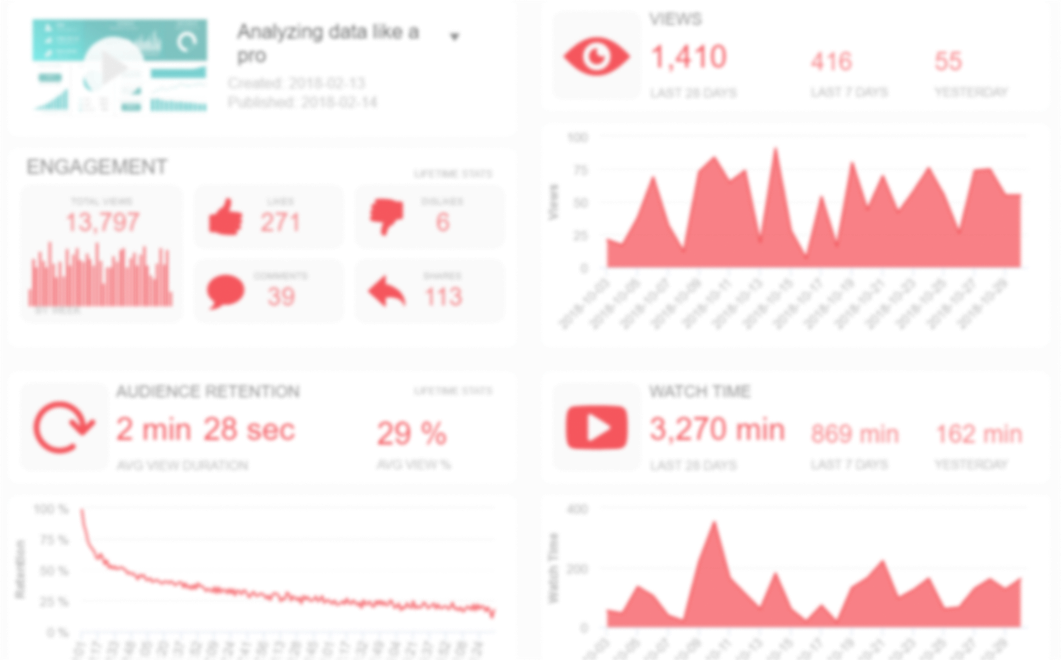 Analyzing data like a
pro
Created: 2018-02-13
Published: 2018-02-14
ENGAGEMENT
LIFETIME STATS
TOTAL VIEWS
13,797
LIKES
271
DISLIKES
6
COMMENTS
39
SHARES
113
AUDIENCE RETENTION
LIFETIME STATS
2 min 28 sec
AVG VIEW DURATION
29 %
AVG VIEW %
Retention
100 %
75 %
50 %
25 %
0 %
VIEWS
1,410
LAST 28 DAYS
416
LAST 7 DAYS
55
YESTERDAY
Views
100
75
50
25
0
2018-10-03
2018-10-05
2018-10-07
2018-10-09
2018-10-11
2018-10-13
2018-10-15
2018-10-17
2018-10-19
2018-10-21
2018-10-23
2018-10-25
2018-10-27
2018-10-29
WATCH TIME
3,270 min
LAST 28 DAYS
869 min
LAST 7 DAYS
162 min
YESTERDAY
Watch Time
400
200
0